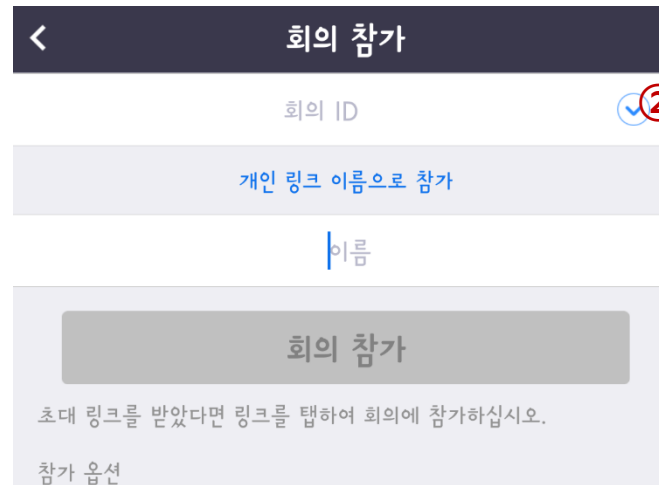 회의 참가
회의 ID
②
개인 링크 이름으로 참가
이름
회의 참가
초대 링크를 받았다면 링크를 탭하여 회의에 참가하십시오.
참가 옵션